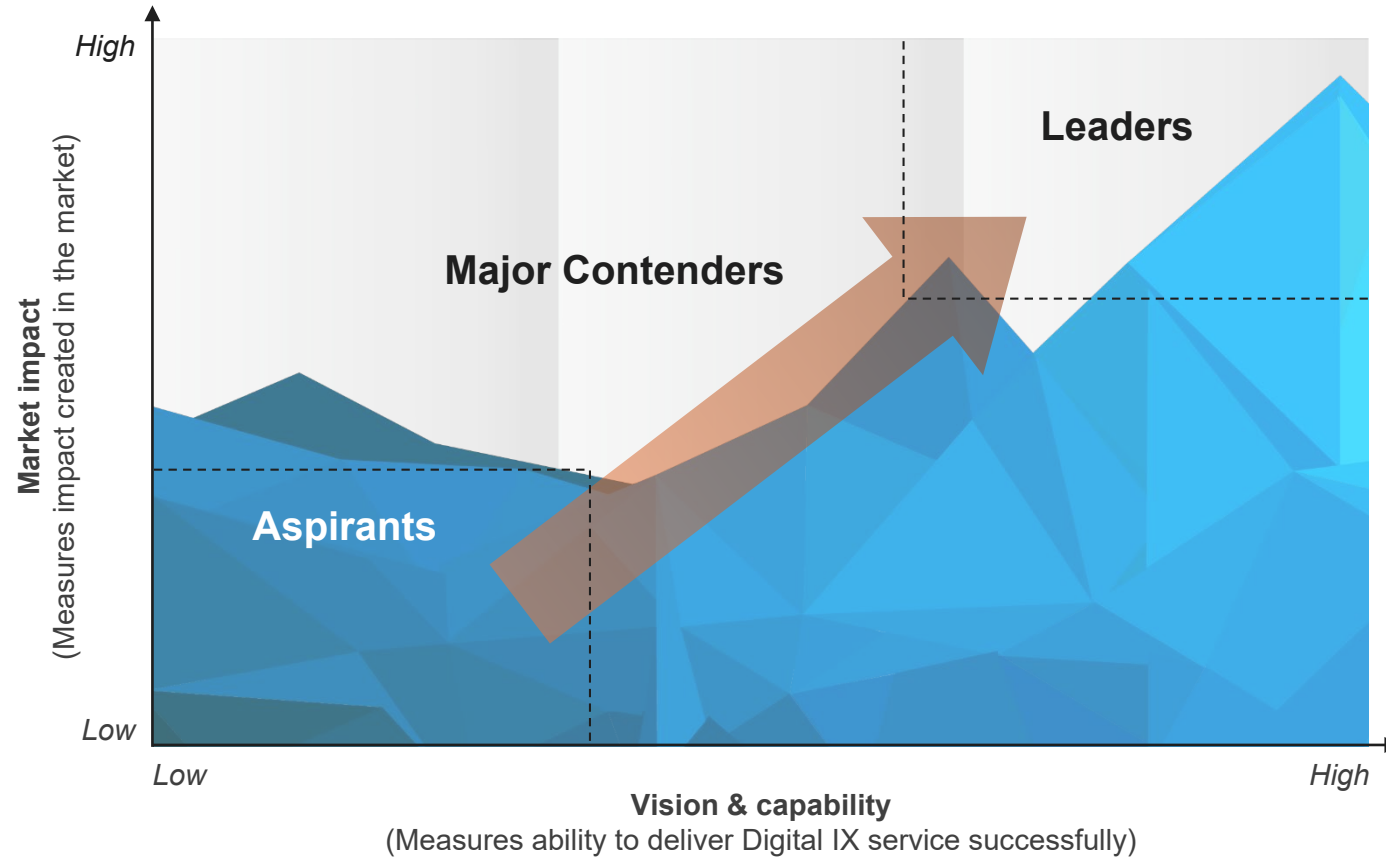 High
Leaders
Major Contenders
Market impact
(Measures impact created in the market)
Aspirants
Low
Low
High
Vision & capability
(Measures ability to deliver Digital IX service successfully)